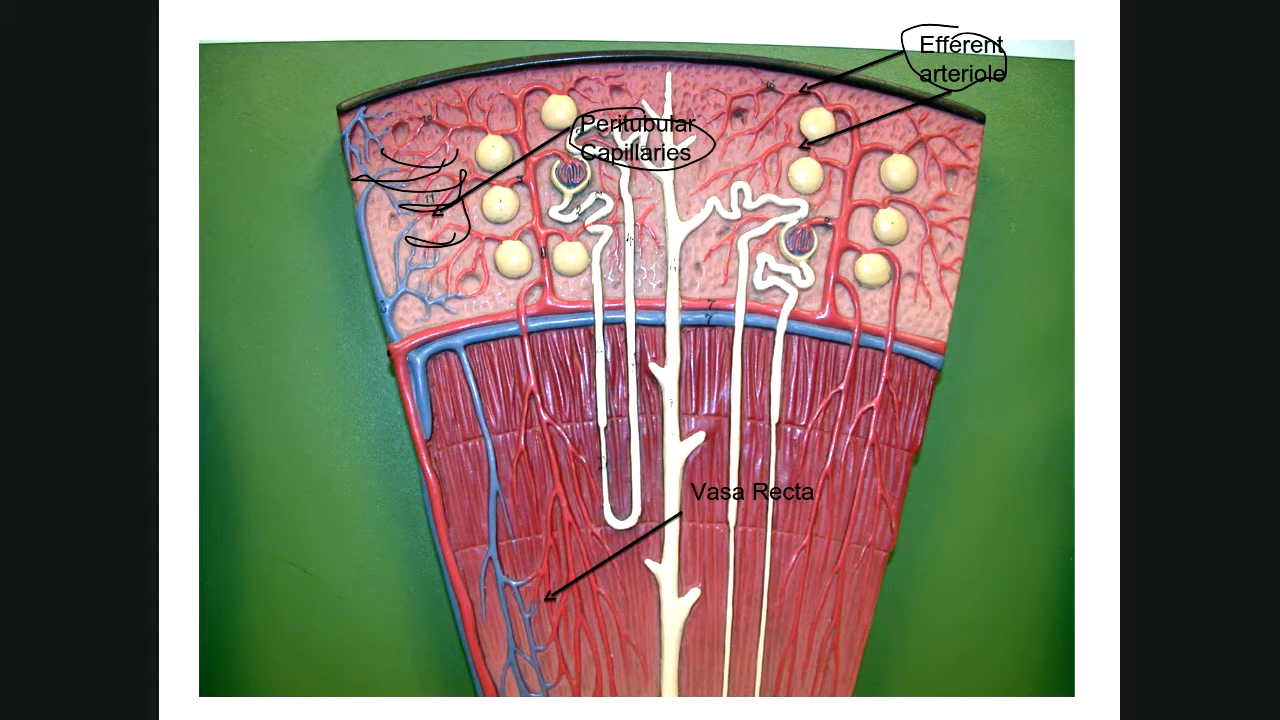 Efferent
arteriole
Peritubular
Capillaries
Vasa Recta